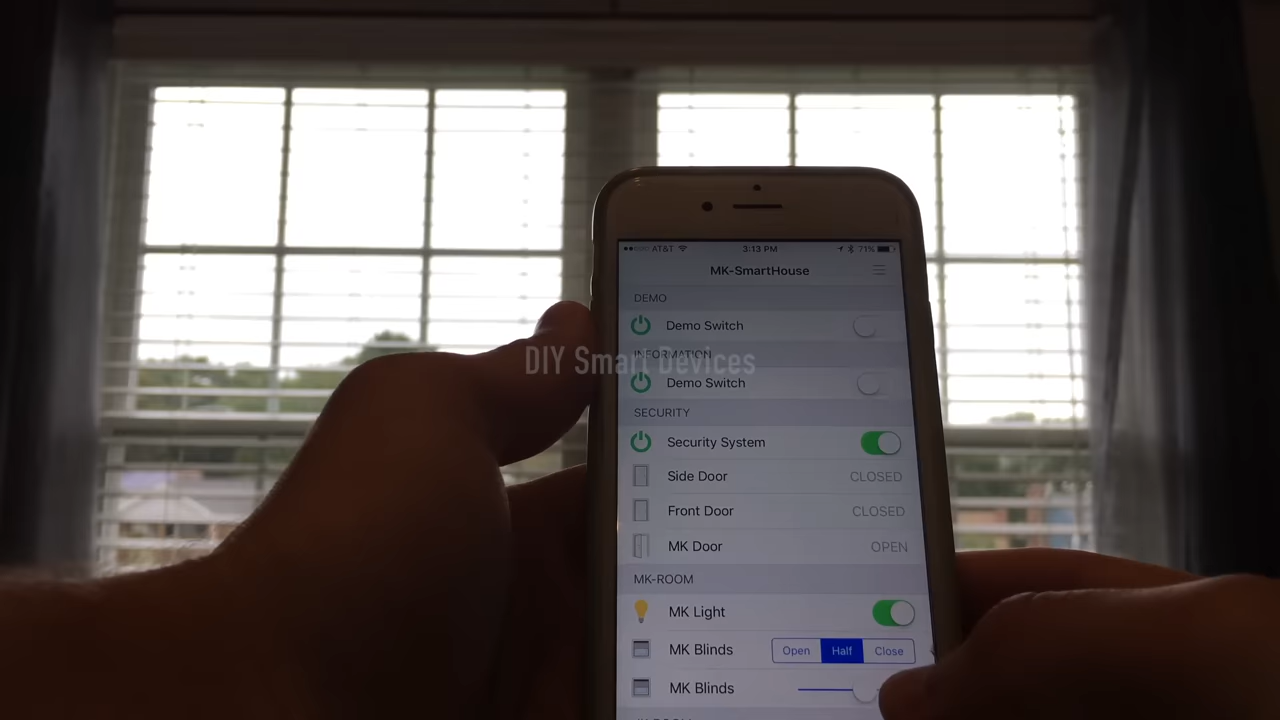 AT&T 3:13 PM 71%
MK-SmartHouse
DEMO
Demo Switch
INFORMATION
DIY Smart Devices
Demo Switch
SECURITY
Security System
Side Door CLOSED
Front Door CLOSED
MK Door OPEN
MK-ROOM
MK Light
MK Blinds Open Half Close
MK Blinds